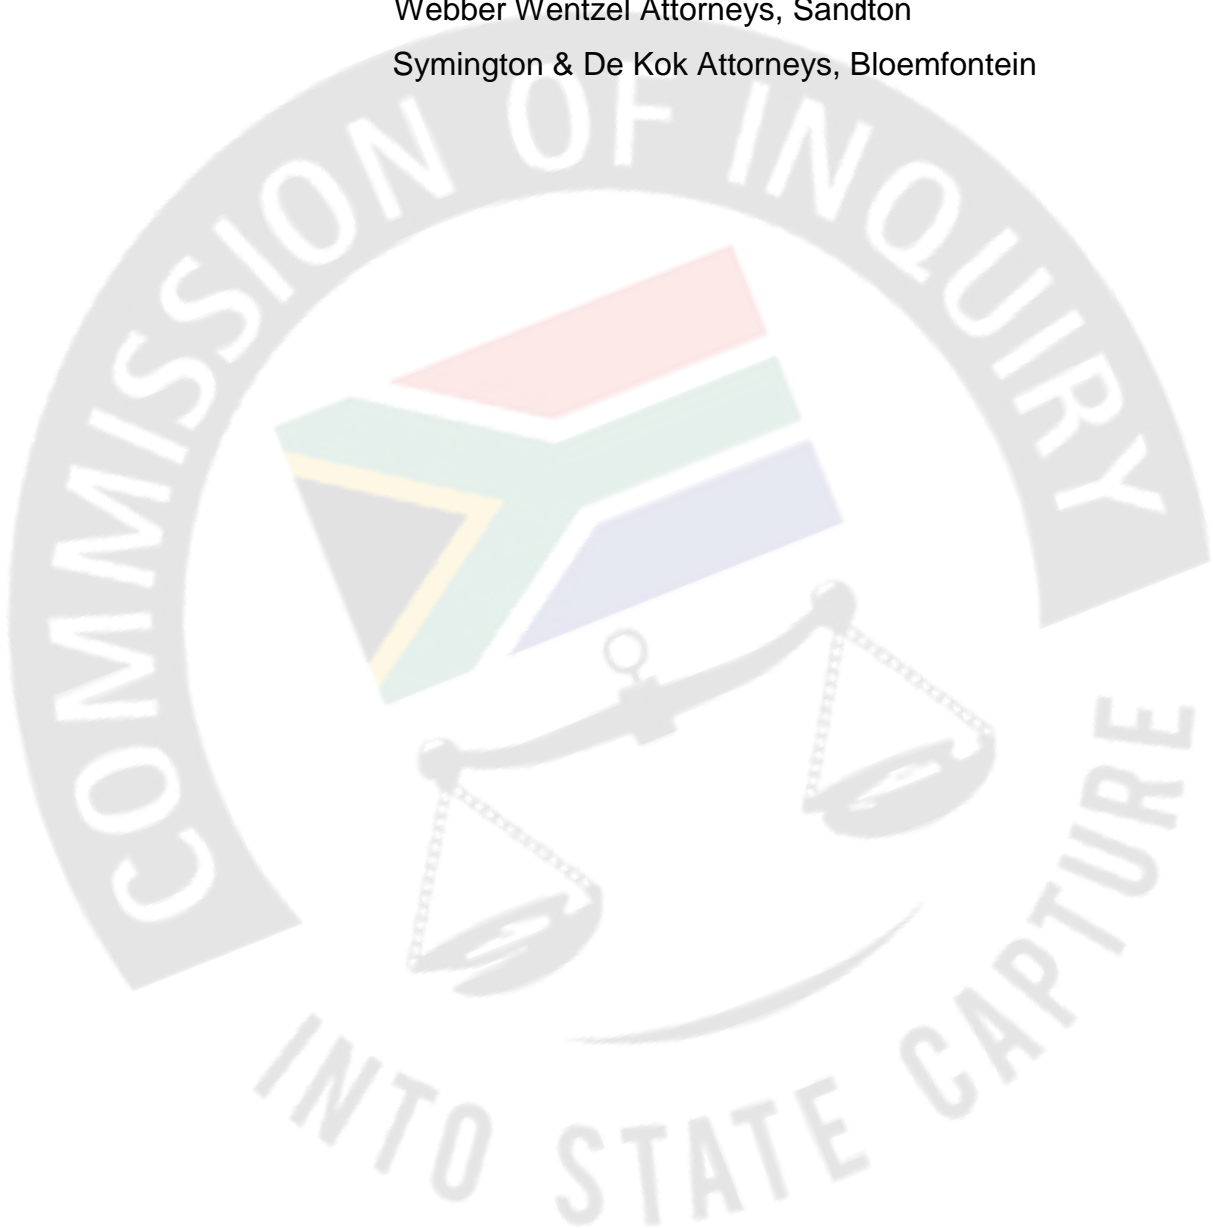 Webber Wentzel Attorneys, Sandton
Symington & De Kok Attorneys, Bloemfontein
COMMISSION OF INQUIRY
INTO STATE CAPTURE